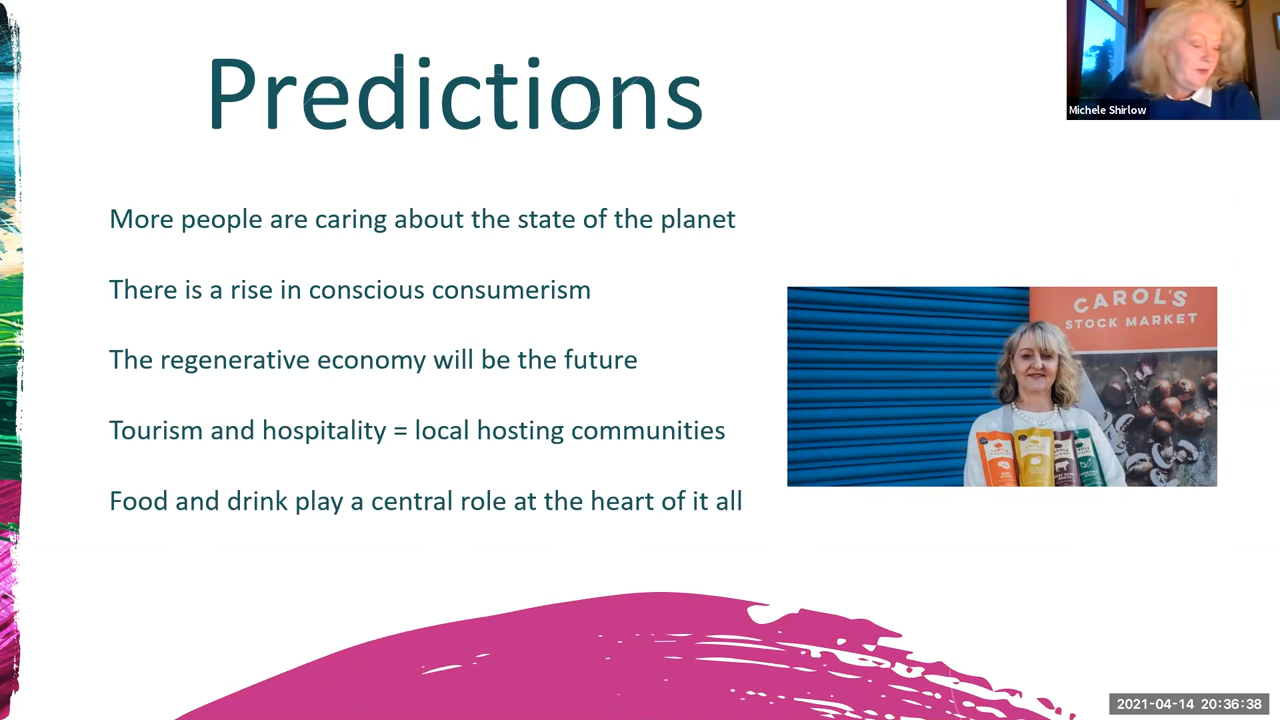 Predictions
Michele Shirlow
More people are caring about the state of the planet
There is a rise in conscious consumerism
The regenerative economy will be the future
Tourism and hospitality = local hosting communities
Food and drink play a central role at the heart of it all
CAROL'S
STOCK MARKET
2021-04-14 20:36:38